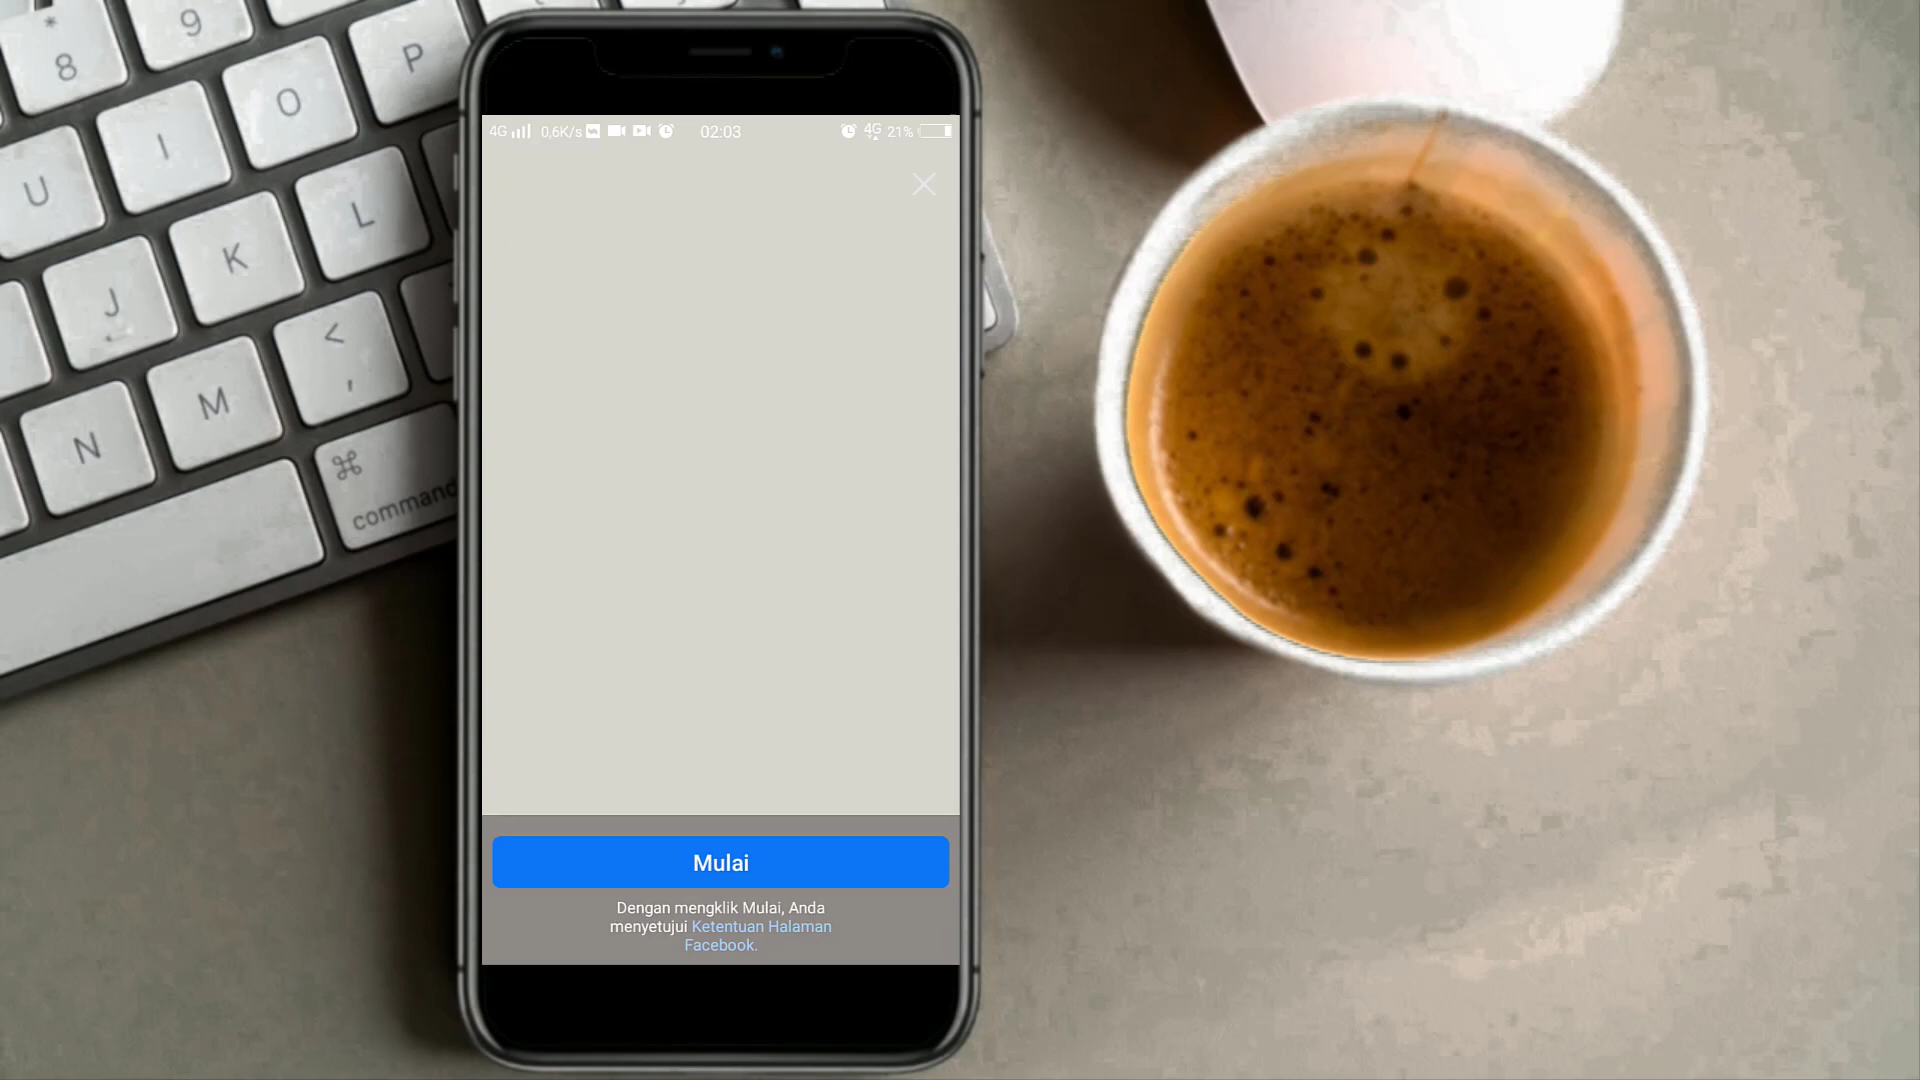 *
8
9
P
O
I
U
L
K
J
<
,
M
N
⌘
command
4G 0,6K/s 02:03 4G 21%
Mulai
Dengan mengklik Mulai, Anda
menyetujui Ketentuan Halaman
Facebook.